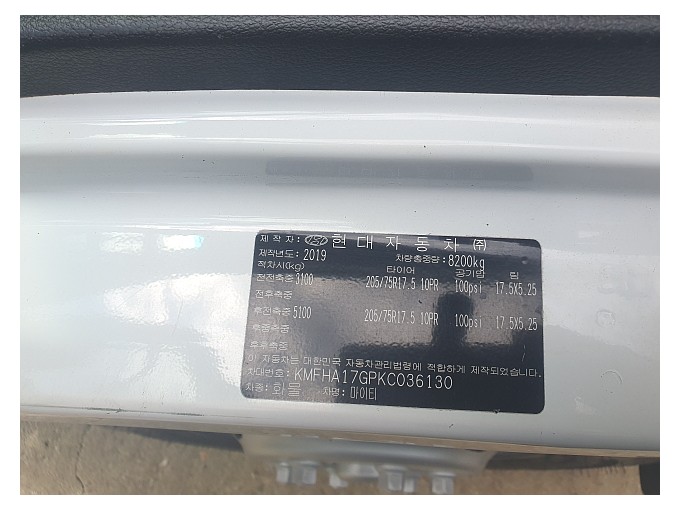 제작자: 현대자동차 ㈜
제작년도: 2019 차량총중량: 8200kg
적차시(kg) 타이어 공기압 림
전전축중 3100 205/75R17.5 10PR 100psi 17.5X5.25
전후축중
후전축중 5100 205/75R17.5 10PR 100psi 17.5X5.25
후중축중
후후축중
이 자동차는 대한민국 자동차관리법령에 적합하게 제작되었습니다.
차대번호: KMFHA17GPKC036130
차종: 화물 차명: 마이티